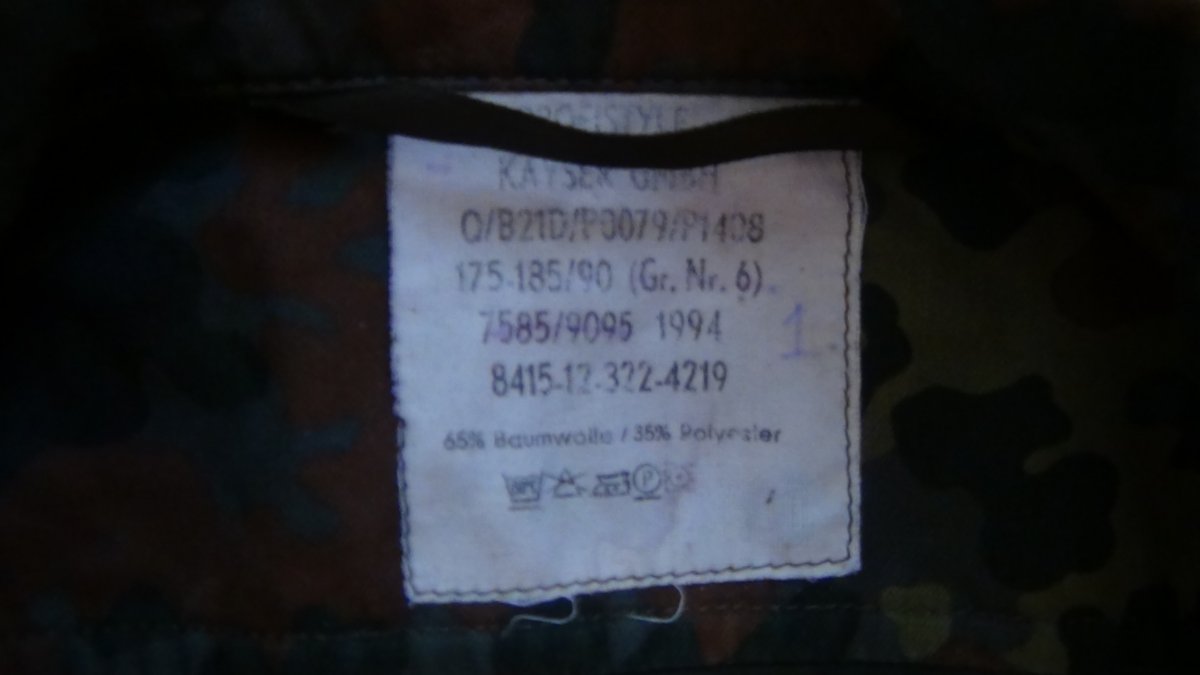 KAYSER GMBH
Q/B21D/P0079/P1408
175-185/90 (Gr. Nr. 6)
7585/9095 1994
1
8415-12-322-4219
65% Baumwolle / 35% Polyester
P